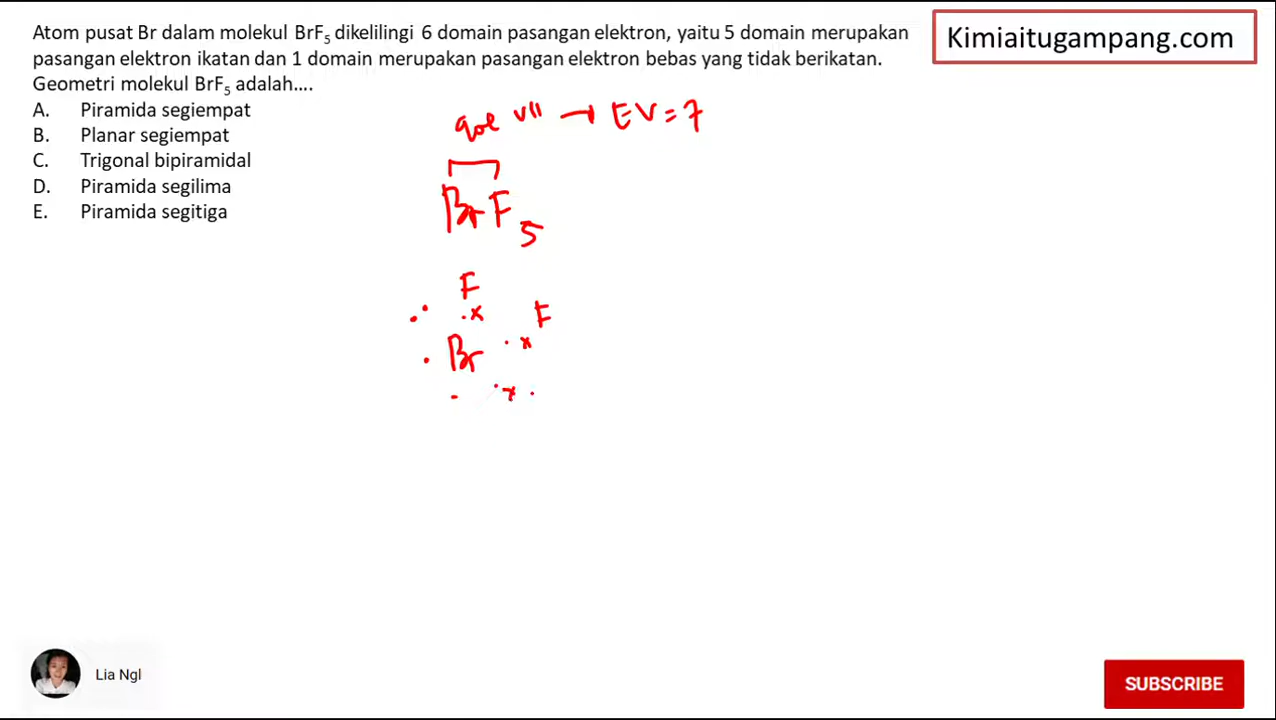 Atom pusat Br dalam molekul BrF5 dikelilingi 6 domain pasangan elektron, yaitu 5 domain merupakan
pasangan elektron ikatan dan 1 domain merupakan pasangan elektron bebas yang tidak berikatan.
Geometri molekul BrF5 adalah....
A. Piramida segiempat
B. Planar segiempat
C. Trigonal bipiramidal
D. Piramida segilima
E. Piramida segitiga
Kimiaitugampang.com
gol VII → EV = 7
BrF5
F
F
Br
Lia Ngl
SUBSCRIBE